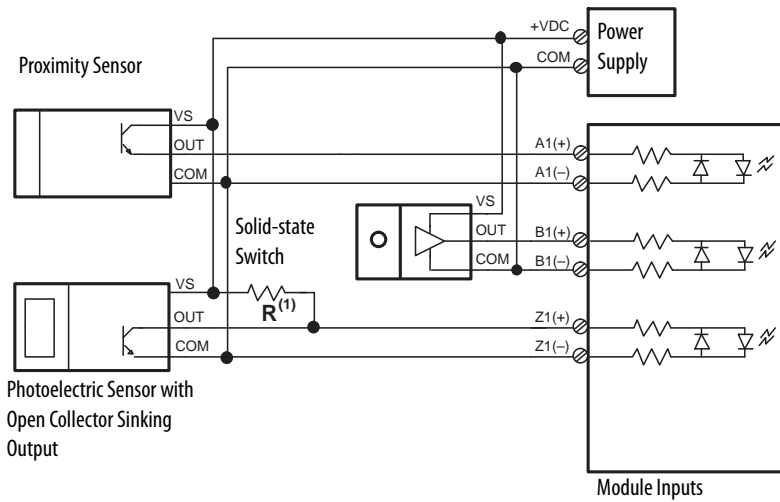 +VDC
Power
Supply
COM
Proximity Sensor
VS
OUT
COM
A1(+)
A1(–)
Solid-state
Switch
VS
OUT
COM
B1(+)
B1(–)
VS
R(1)
OUT
COM
Z1(+)
Z1(–)
Photoelectric Sensor with
Open Collector Sinking
Output
Module Inputs